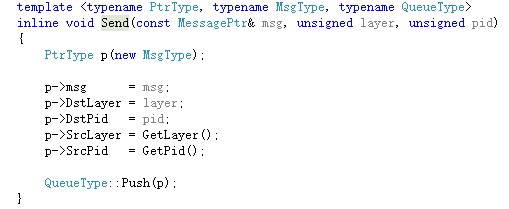 template <typename PtrType, typename MsgType, typename QueueType>
inline void Send(const MessagePtr& msg, unsigned layer, unsigned pid)
{
    PtrType p(new MsgType);

    p->msg      = msg;
    p->DstLayer = layer;
    p->DstPid   = pid;
    p->SrcLayer = GetLayer();
    p->SrcPid   = GetPid();

    QueueType::Push(p);
}